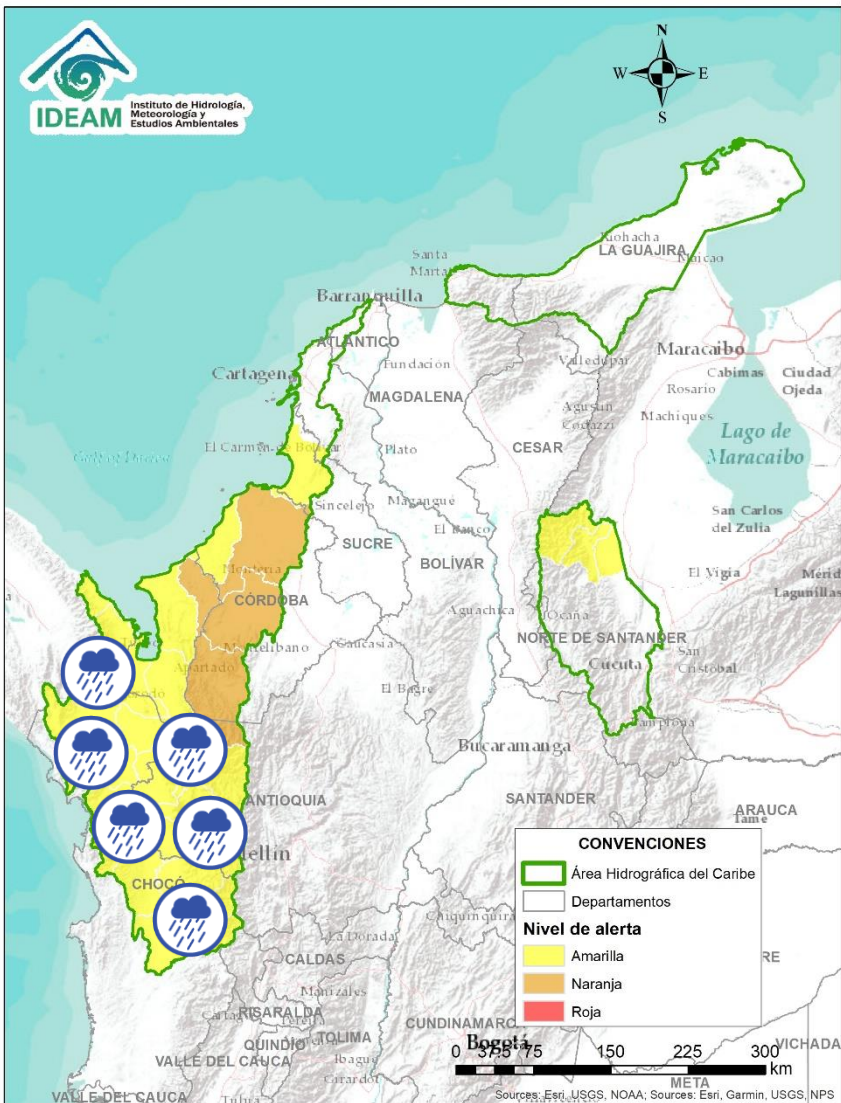 IDEAM
Instituto de Hidrología,
Meteorología y
Estudios Ambientales
N
W
E
S
Riohacha
LA GUAJIRA
Maicao
Santa
Marta
Barranquilla
ATLÁNTICO
Cartagena
Fundación
MAGDALENA
Valledupar
Maracaibo
Cabimas
Ciudad
Ojeda
Rosario
Machiques
Agustín
Codazzi
CESAR
Lago de
Maracaibo
El Carmen de Bolívar
Plato
Sincelejo
Magangué
El Banco
San Carlos
del Zulia
SUCRE
BOLÍVAR
Montería
CÓRDOBA
El Vigía
Mérid
Lagunillas
Aguachica
Ocaña
NORTE DE SANTANDER
Cúcuta
San
Cristóbal
Montelíbano
Caucasia
Apartadó
El Bagre
Pamplona
Bucaramanga
ANTIOQUIA
SANTANDER
ARAUCA
Tame
CHOCÓ
Chiquinquirá
La Dorada
CALDAS
Manizales
RISARALDA
Pereira
QUINDÍO
TOLIMA
CUNDINAMARC
Bogotá
VALLE DEL CAUCA
Ibagué
Girardot
VALLE DEL CAUCA
Tuluá
META
VICHADA
CONVENCIONES
Área Hidrográfica del Caribe
Departamentos
Nivel de alerta
Amarilla
Naranja
Roja
0 37.5 75 150 225 300
km
Sources: Esri, USGS, NOAA; Sources: Esri, Garmin, USGS, NPS